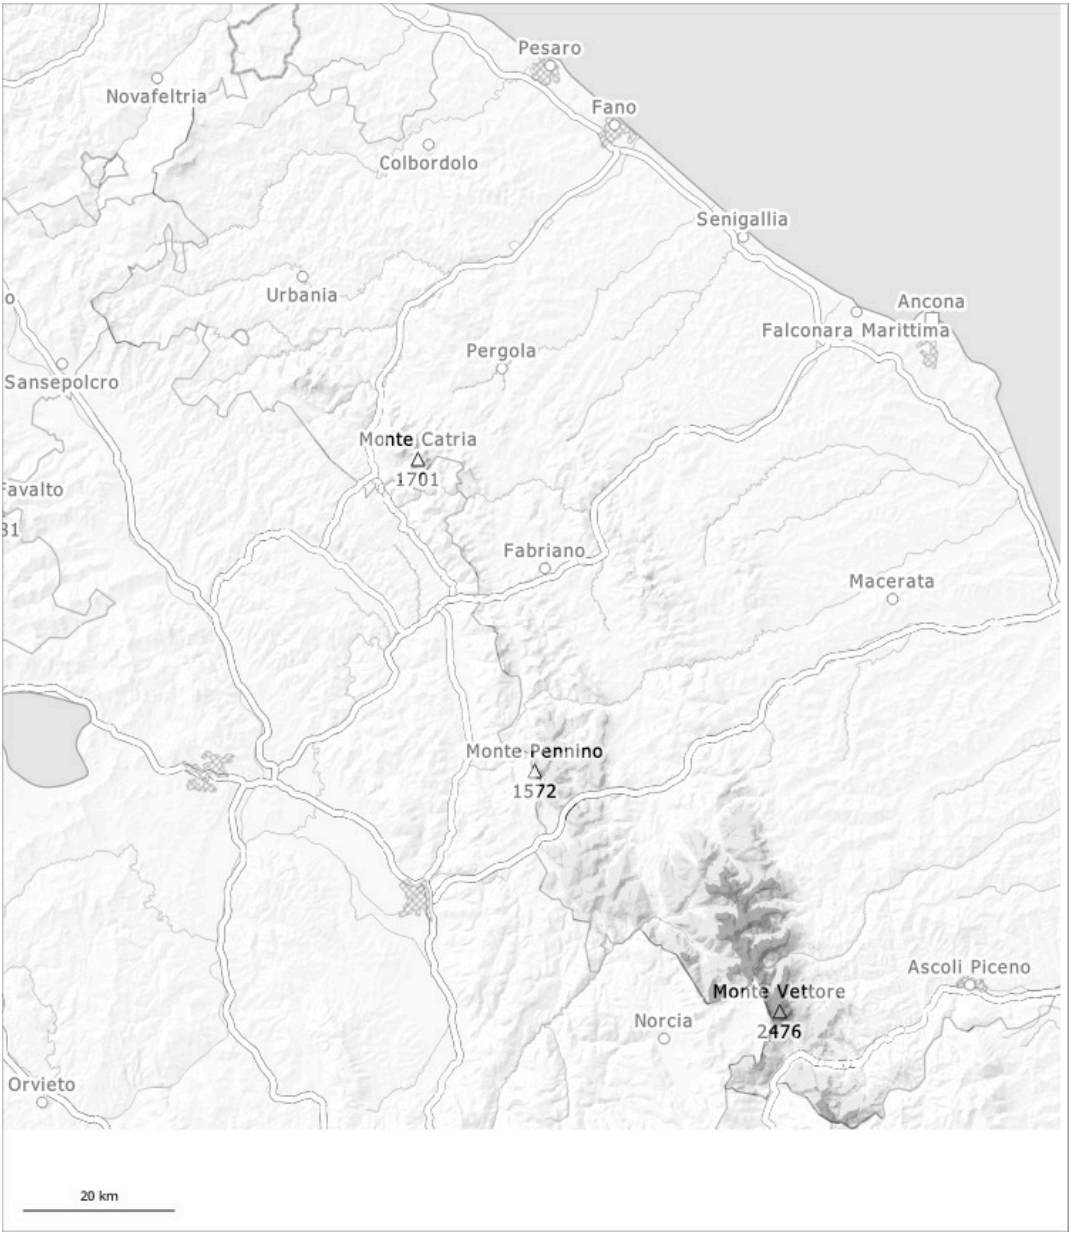 Pesaro
Novafeltria
Fano
Colbordolo
Senigallia
Urbania
o
Ancona
Falconara Marittima
Pergola
Sansepolcro
Monte Catria
1701
Favalto
31
Fabriano
Macerata
Monte Pennino
1572
Ascoli Piceno
Monte Vettore
2476
Norcia
Orvieto
20 km